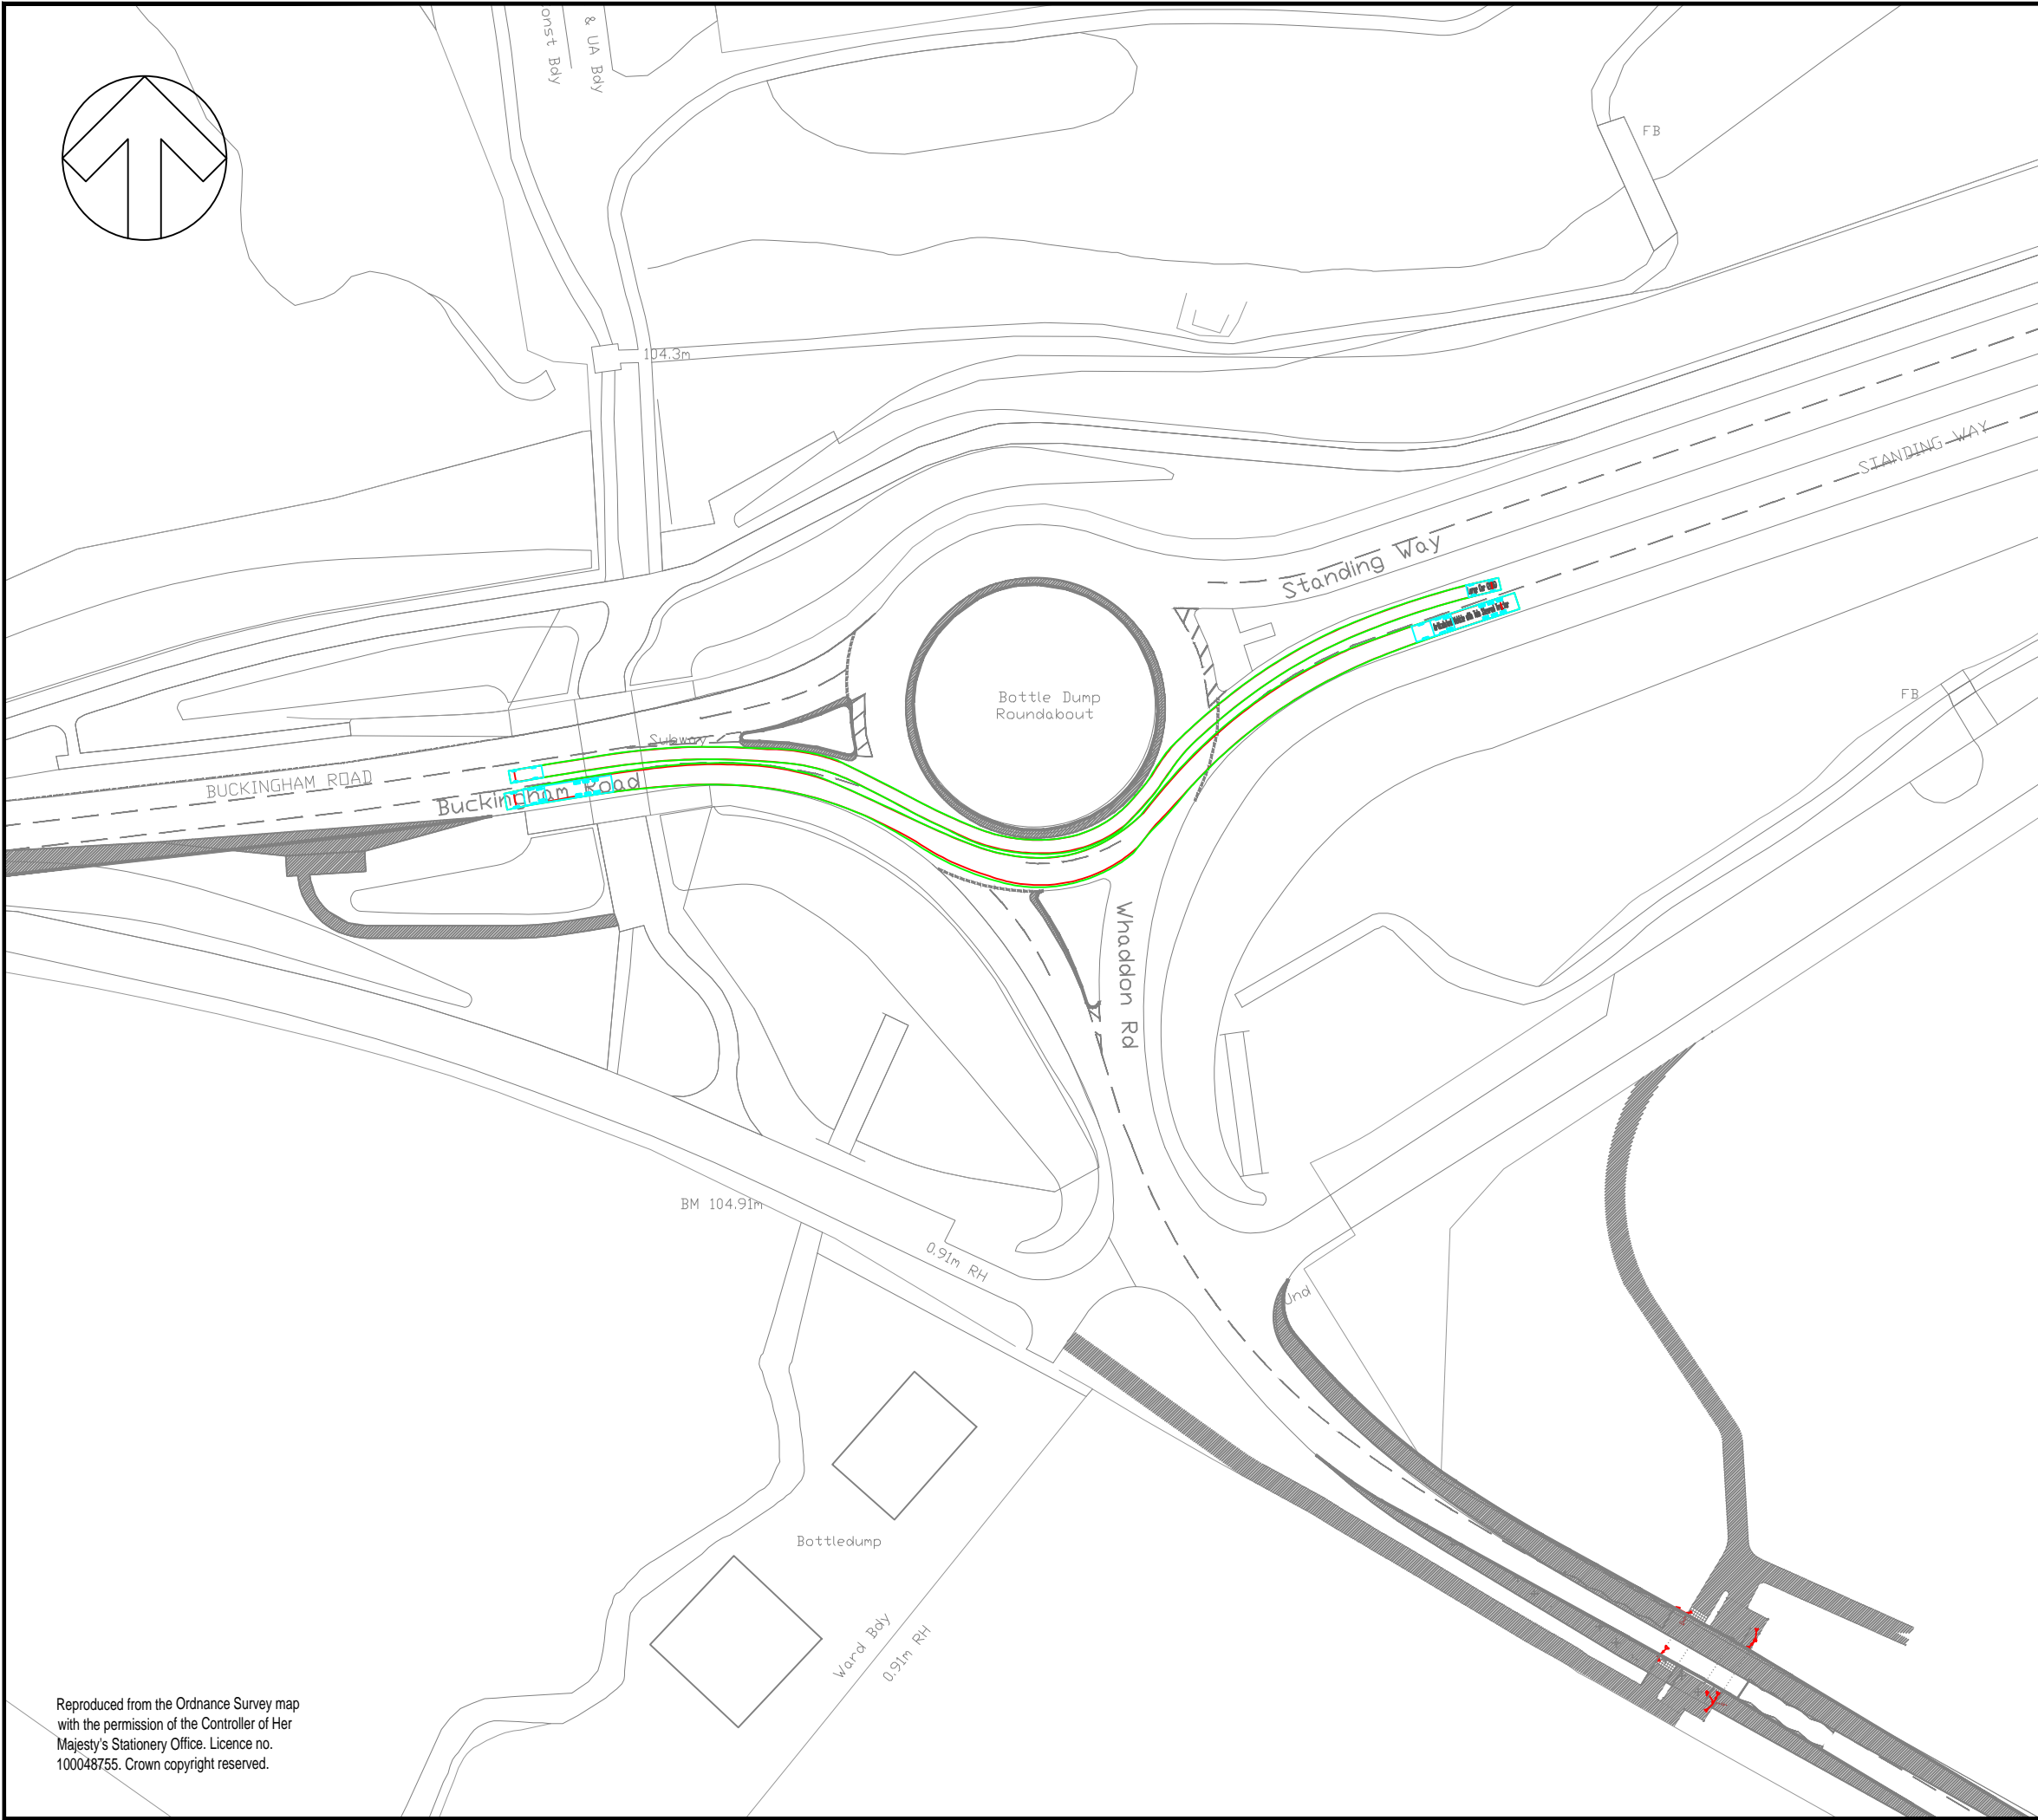 onst Bdy
& UA Bdy
FB
104.3m
STANDING WAY
Standing Way
Bottle Dump
Roundabout
FB
Subway
BUCKINGHAM ROAD
Buckingham Road
Whaddon Rd
BM 104.91m
0.91m RH
Und
Bottledump
Ward Bdy
0.91m RH
Reproduced from the Ordnance Survey map
with the permission of the Controller of Her
Majesty's Stationery Office. Licence no.
100048755. Crown copyright reserved.